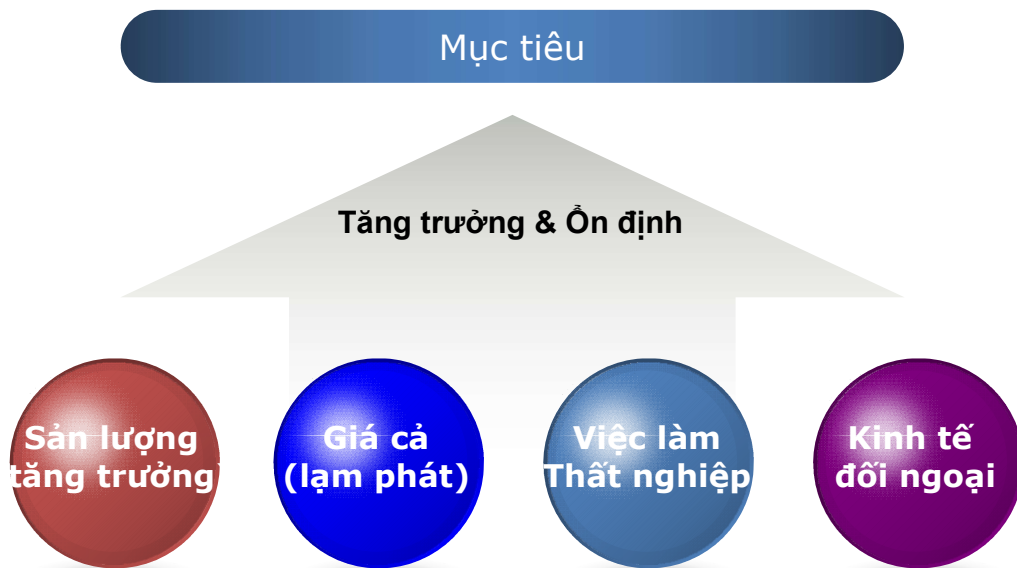 Mục tiêu
Tăng trưởng & Ổn định
Sản lượng
tăng trưởng)
Giá cả
(lạm phát)
Việc làm
Thất nghiệp
Kinh tế
đối ngoại